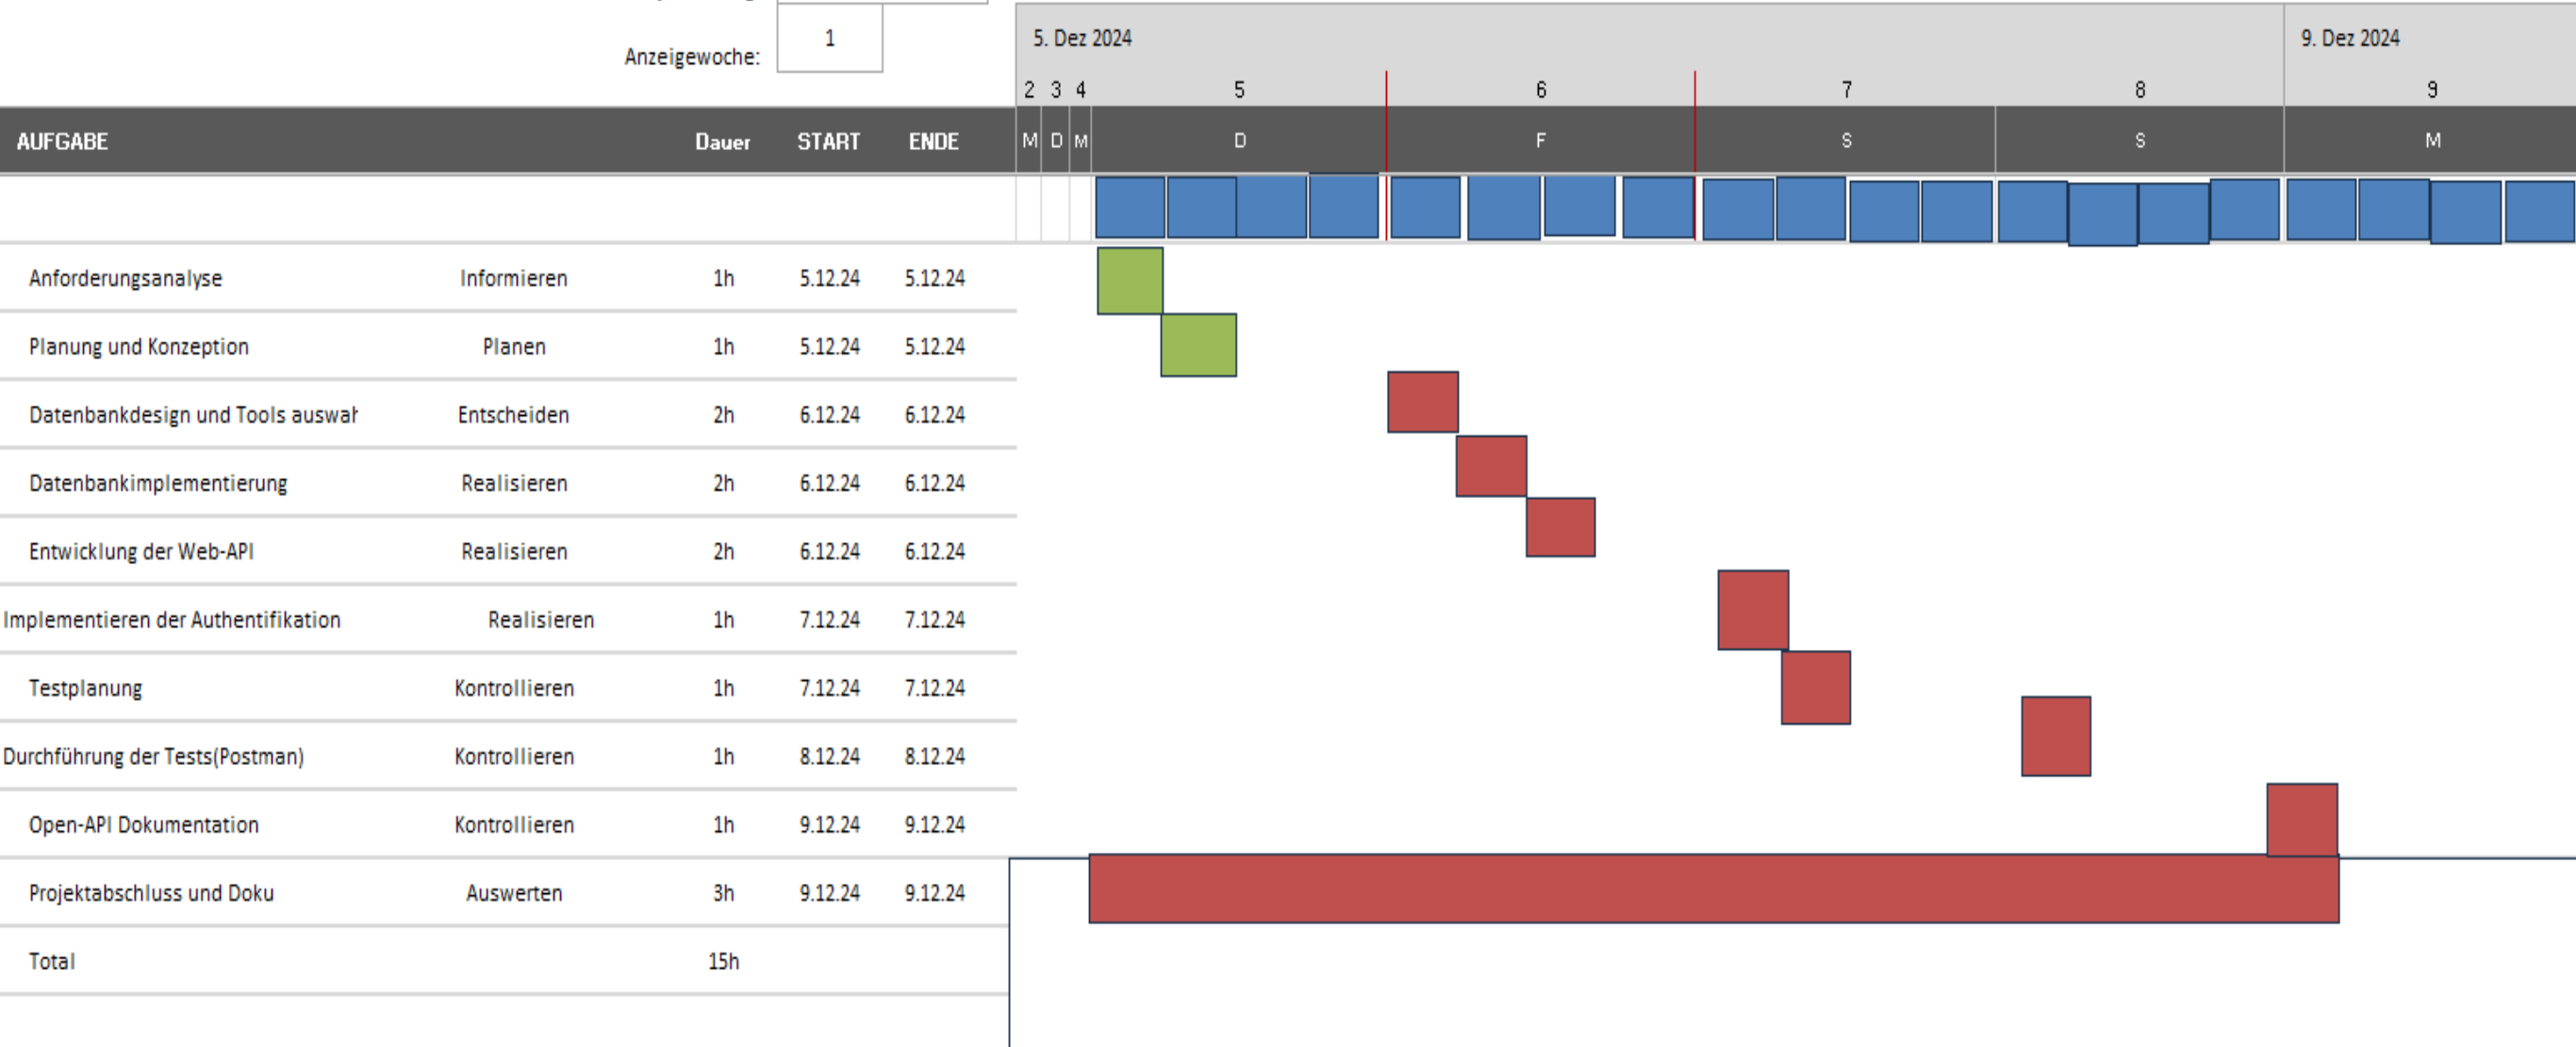 5. Dez 2024 9. Dez 2024
Anzeigewoche: 1
2 3 4 5 6 7 8 9
AUFGABE Dauer START ENDE M D M D F S S M
Anforderungsanalyse Informieren 1h 5.12.24 5.12.24
Planung und Konzeption Planen 1h 5.12.24 5.12.24
Datenbankdesign und Tools Entscheiden 2h 6.12.24 6.12.24
Datenbankimplementierung Realisieren 2h 6.12.24 6.12.24
Entwicklung der Web-API Realisieren 2h 6.12.24 6.12.24
Implementieren der Authentifikation Realisieren 1h 7.12.24 7.12.24
Testplanung Kontrollieren 1h 7.12.24 7.12.24
Durchführung der Tests(Postman) Kontrollieren 1h 8.12.24 8.12.24
Open-API Dokumentation Kontrollieren 1h 9.12.24 9.12.24
Projektabschluss und Doku Auswerten 3h 9.12.24 9.12.24
Total 15h